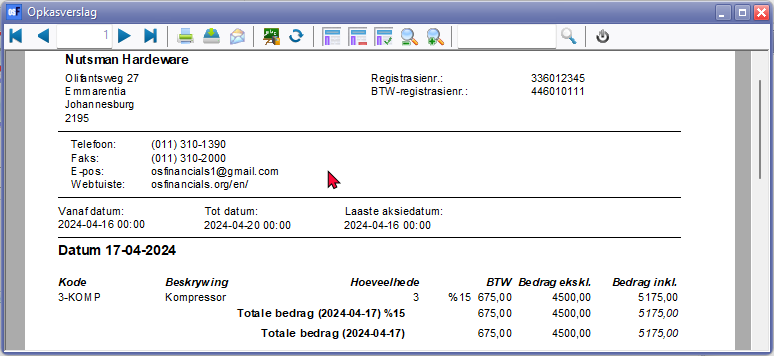 Opkasverslag
1
Nutsman Hardeware
Olifantsweg 27
Emmarentia
Johannesburg
2195
Registrasienr.: 336012345
BTW-registrasienr.: 446010111
Telefoon: (011) 310-1390
Faks: (011) 310-2000
E-pos: osfinancials1@gmail.com
Webtuiste: osfinancials.org/en/
Vanaf datum: Tot datum: Laaste aksiedatum:
2024-04-16 00:00 2024-04-20 00:00 2024-04-16 00:00
Datum 17-04-2024
Kode Beskrywing Hoeveelhede BTW Bedrag ekskl. Bedrag inkl.
3-KOMP Kompressor 3 %15 675,00 4500,00 5175,00
Totale bedrag (2024-04-17) %15 675,00 4500,00 5175,00
Totale bedrag (2024-04-17) 675,00 4500,00 5175,00